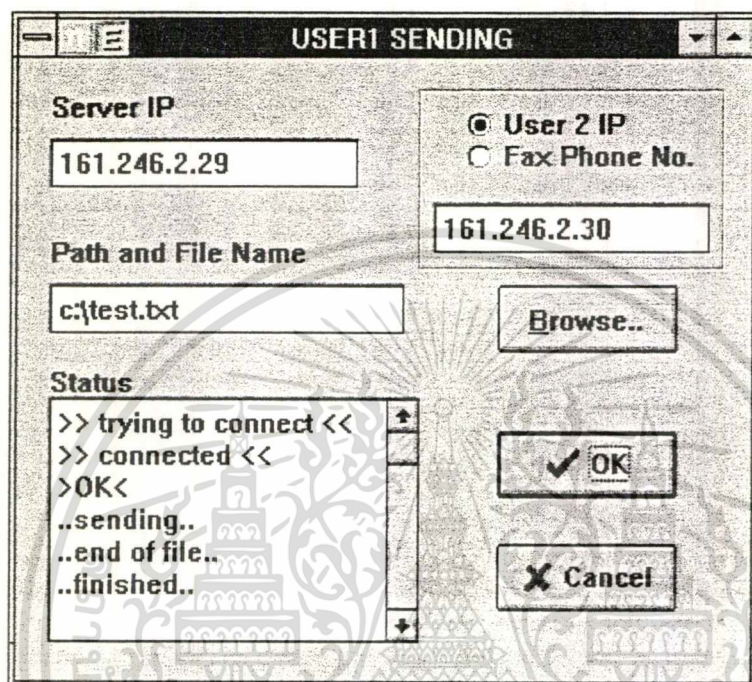 USER1 SENDING
Server IP
161.246.2.29
User 2 IP
Fax Phone No.
161.246.2.30
Path and File Name
c:\test.txt
Browse..
Status
>> trying to connect <<
>> connected <<
>OK<
..sending..
..end of file..
..finished..
OK
Cancel